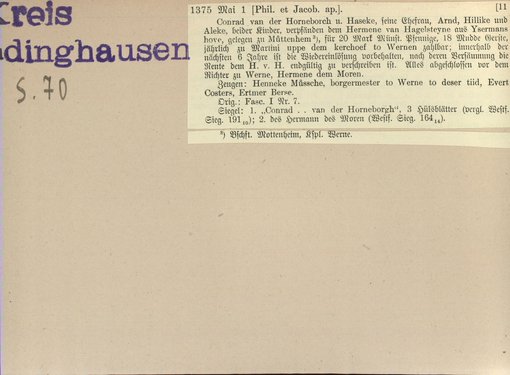 Kreis
dinghausen
S. 70
1375 Mai 1 [Phil. et Jacob. ap.]. [11
Conrad van der Horneborch u. Haseke, seine Ehefrau, Arnd, Hillike und
Aleke, beider Kinder, verpfänden dem Hermene van Hagelsteyne aus Ysermans
hove, gelegen zu Müttenhem ³), für 20 Mark Münst. Pfennige, 18 Mudde Gerste,
jährlich zu Martini uppe dem kerchoef to Wernen zahlbar; innerhalb der
nächsten 6 Jahre ist die Wiedereinlösung vorbehalten, nach deren Versäumung die
Rente dem H. v. H. endgültig zu verschreiben ist. Alles abgeschlossen vor dem
Richter zu Werne, Hermene dem Moren.
Zeugen: Henneke Müssche, borgermester to Werne to deser tiid, Evert
Costers, Ertmer Berse.
Orig.: Fasc. I Nr. 7.
Siegel: 1. „Conrad . . van der Horneborgh“, 3 Hülsblätter (vergl. Westf.
Sieg. 191₁₀); 2. des Hermann des Moren (Westf. Sieg. 164₁₄).
³) Bschft. Mottenheim, Kspl. Werne.